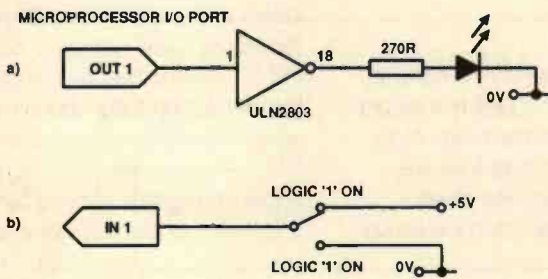 MICROPROCESSOR I/O PORT
a)
OUT 1
1
18
ULN2803
270R
0V
b)
IN 1
LOGIC '1' ON
+5V
LOGIC '1' ON
0V